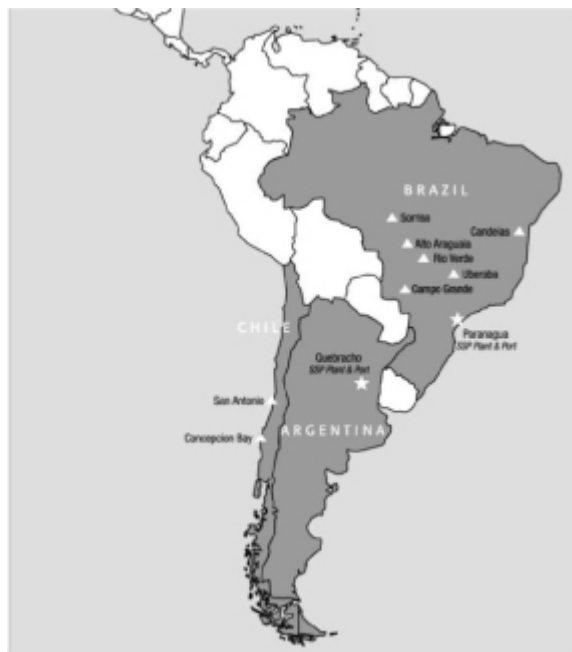 BRAZIL
Sorriso
Candeias
Alto Araguaia
Rio Verde
Uberaba
Campo Grande
CHILE
Paranagua
SSP Plant & Port
Quebracho
SSP Plant & Port
San Antonio
ARGENTINA
Concepcion Bay